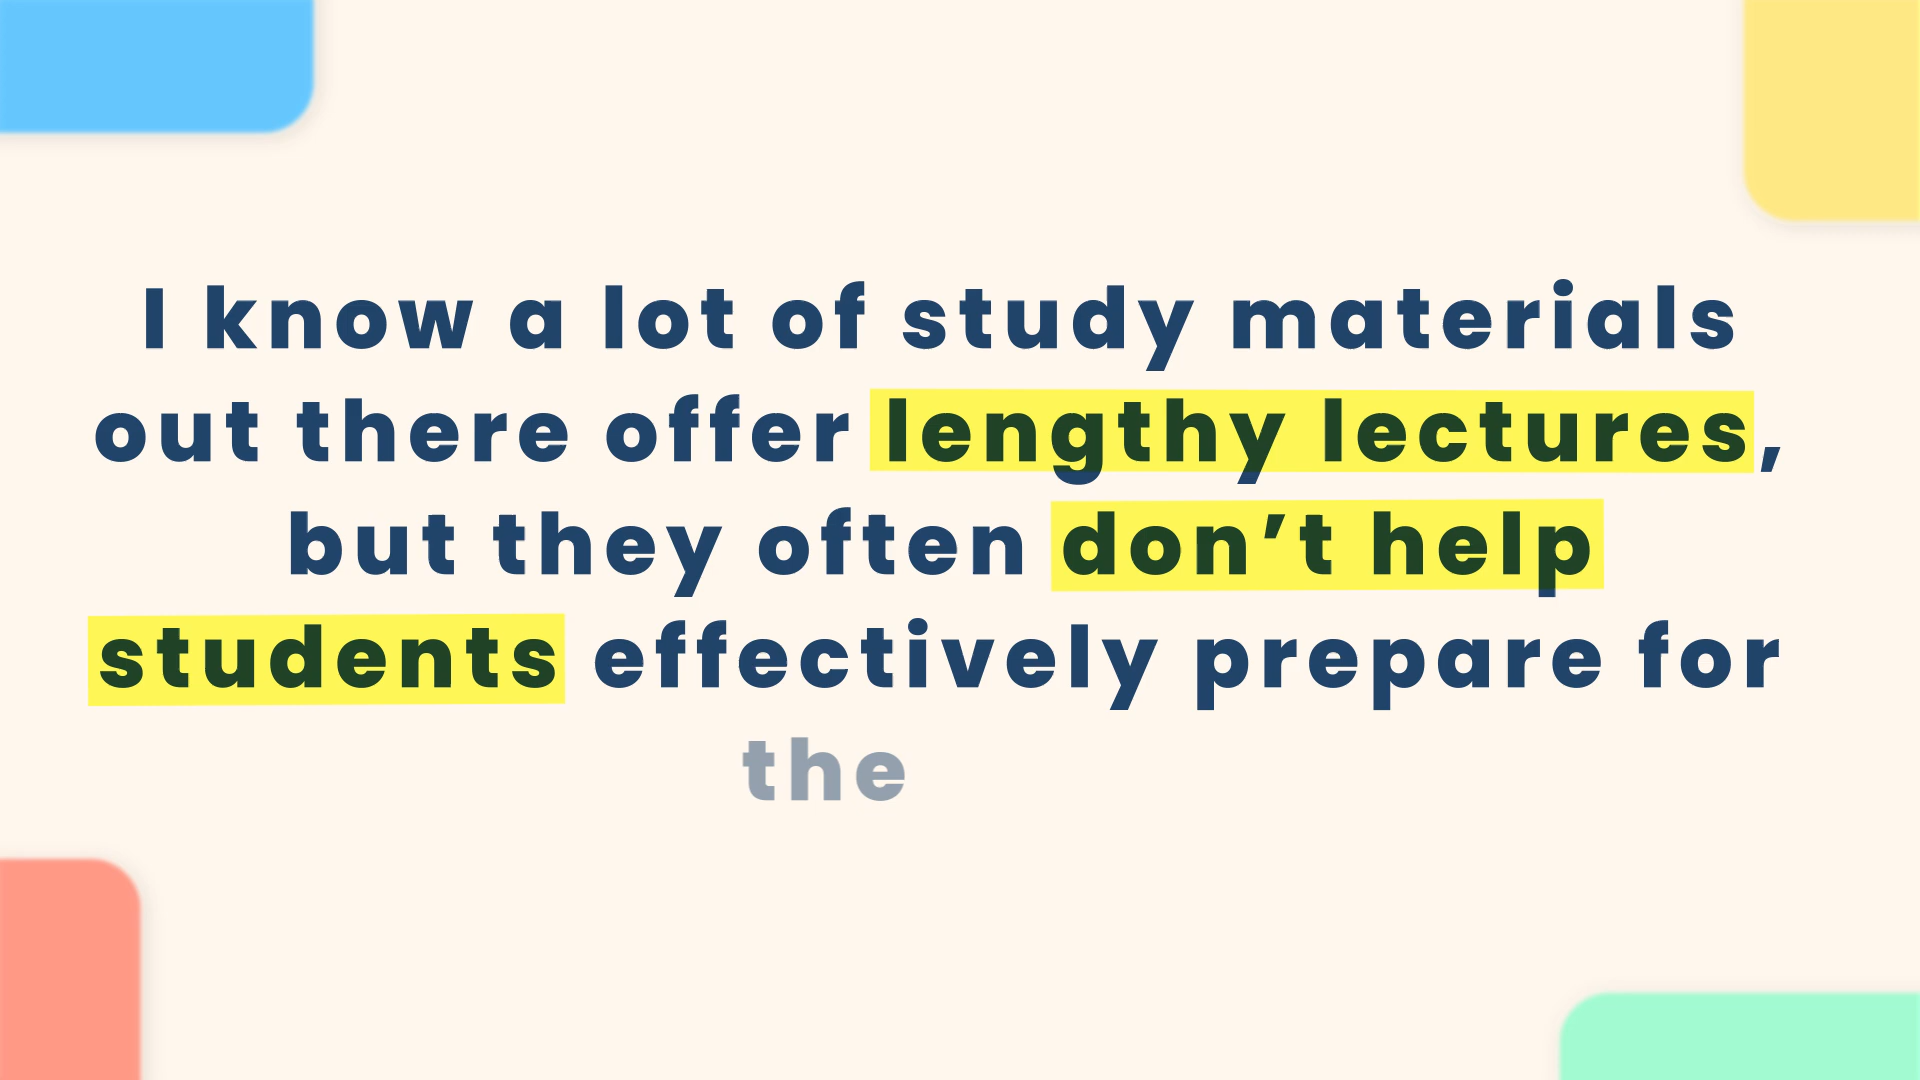 I know a lot of study materials
out there offer lengthy lectures,
but they often don’t help
students effectively prepare for
the